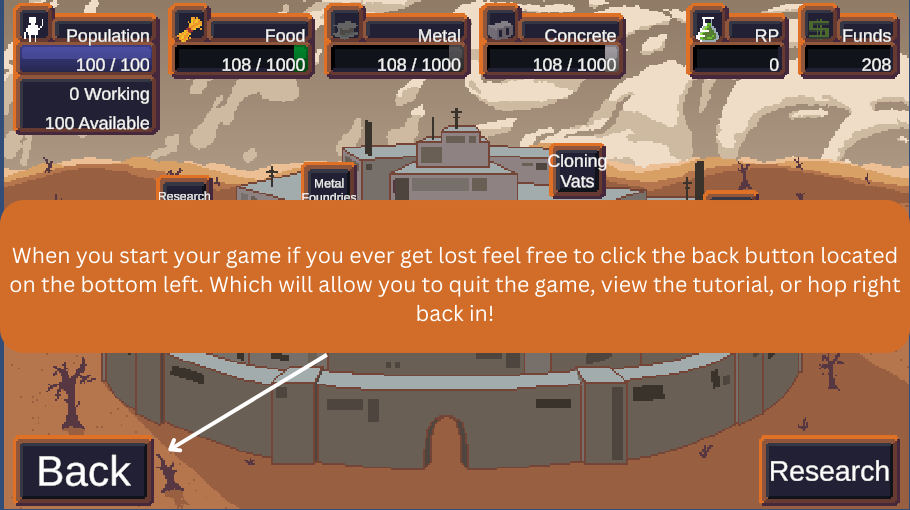 Population
Food
Metal
Concrete
RP
Funds
100 / 100
108 / 1000
108 / 1000
108 / 1000
0
208
0 Working
100 Available
Cloning
Vats
Metal
Foundries
Research
When you start your game if you ever get lost feel free to click the back button located
on the bottom left. Which will allow you to quit the game, view the tutorial, or hop right
back in!
Back
Research